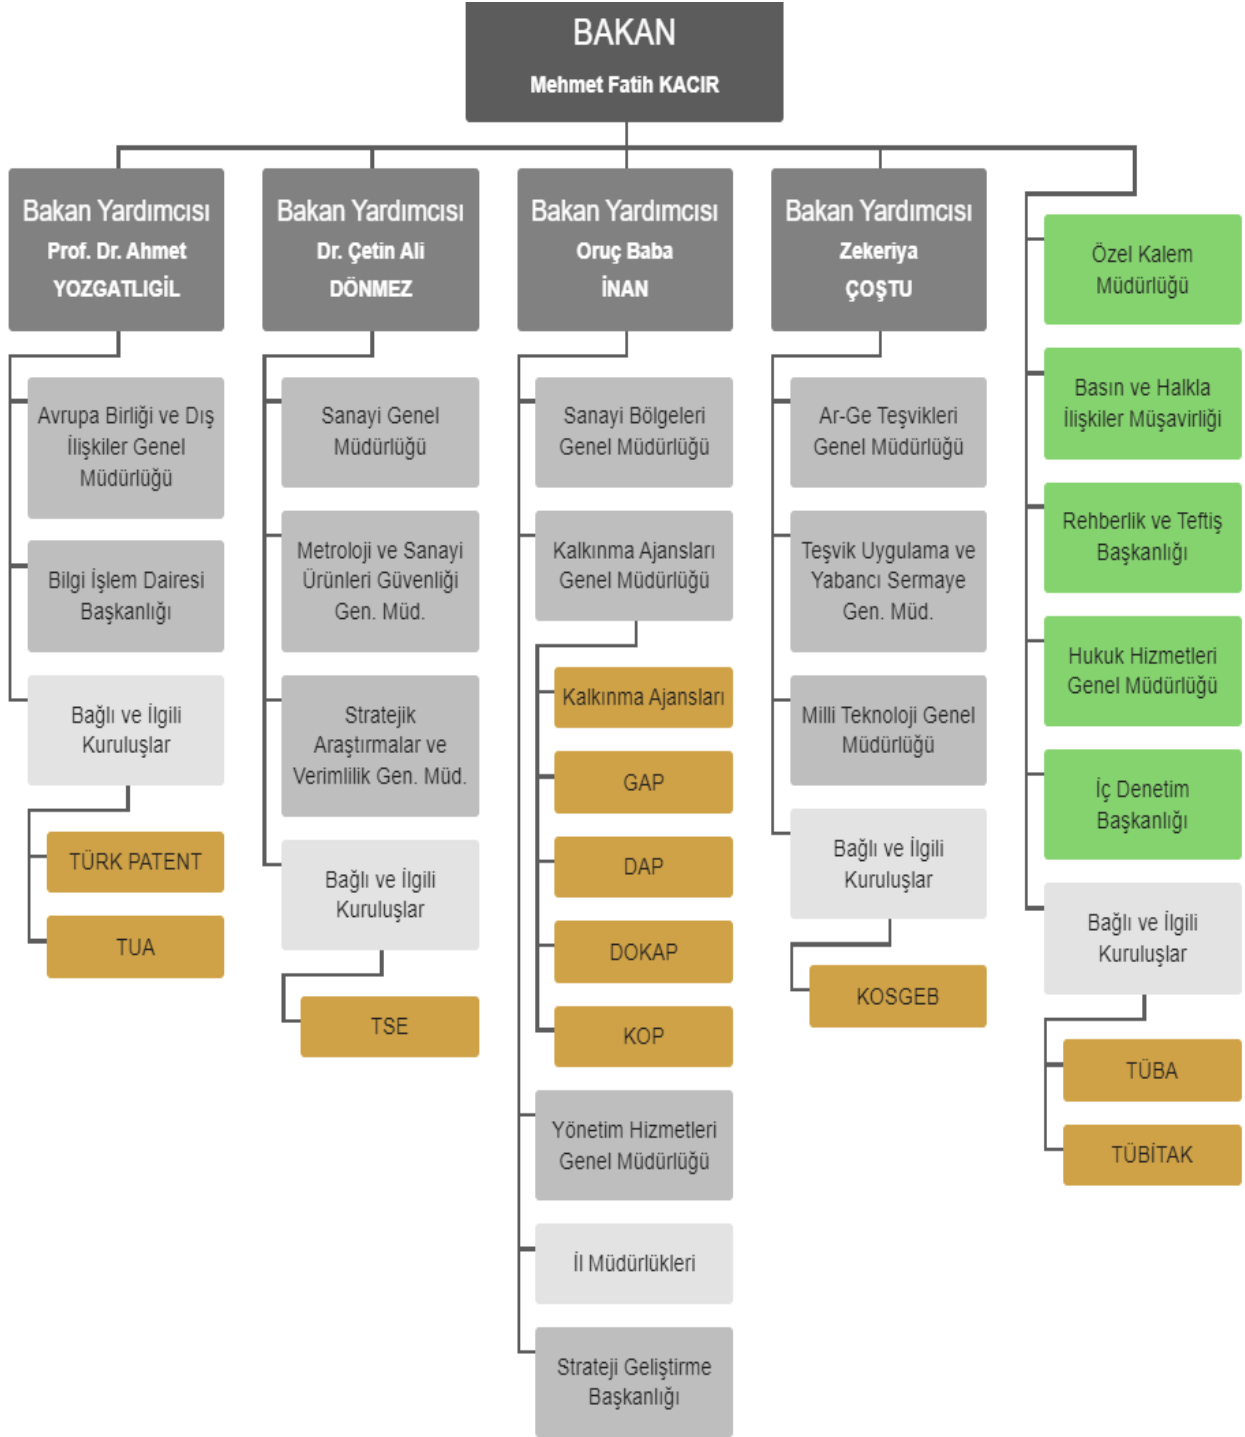 BAKAN
Mehmet Fatih KACIR
Bakan Yardımcısı
Prof. Dr. Ahmet
YOZGATLIGİL
Avrupa Birliği ve Dış
İlişkiler Genel
Müdürlüğü
Bilgi İşlem Dairesi
Başkanlığı
Bağlı ve İlgili
Kuruluşlar
TÜRK PATENT
TUA
Bakan Yardımcısı
Dr. Çetin Ali
DÖNMEZ
Sanayi Genel
Müdürlüğü
Metroloji ve Sanayi
Ürünleri Güvenliği
Gen. Müd.
Stratejik
Araştırmalar ve
Verimlilik Gen. Müd.
Bağlı ve İlgili
Kuruluşlar
TSE
Bakan Yardımcısı
Oruç Baba
İNAN
Sanayi Bölgeleri
Genel Müdürlüğü
Kalkınma Ajansları
Genel Müdürlüğü
Kalkınma Ajansları
GAP
DAP
DOKAP
KOP
Yönetim Hizmetleri
Genel Müdürlüğü
İl Müdürlükleri
Strateji Geliştirme
Başkanlığı
Bakan Yardımcısı
Zekeriya
ÇOŞTU
Ar-Ge Teşvikleri
Genel Müdürlüğü
Teşvik Uygulama ve
Yabancı Sermaye
Gen. Müd.
Milli Teknoloji Genel
Müdürlüğü
Bağlı ve İlgili
Kuruluşlar
KOSGEB
Özel Kalem
Müdürlüğü
Basın ve Halkla
İlişkiler Müşavirliği
Rehberlik ve Teftiş
Başkanlığı
Hukuk Hizmetleri
Genel Müdürlüğü
İç Denetim
Başkanlığı
Bağlı ve İlgili
Kuruluşlar
TÜBA
TÜBİTAK